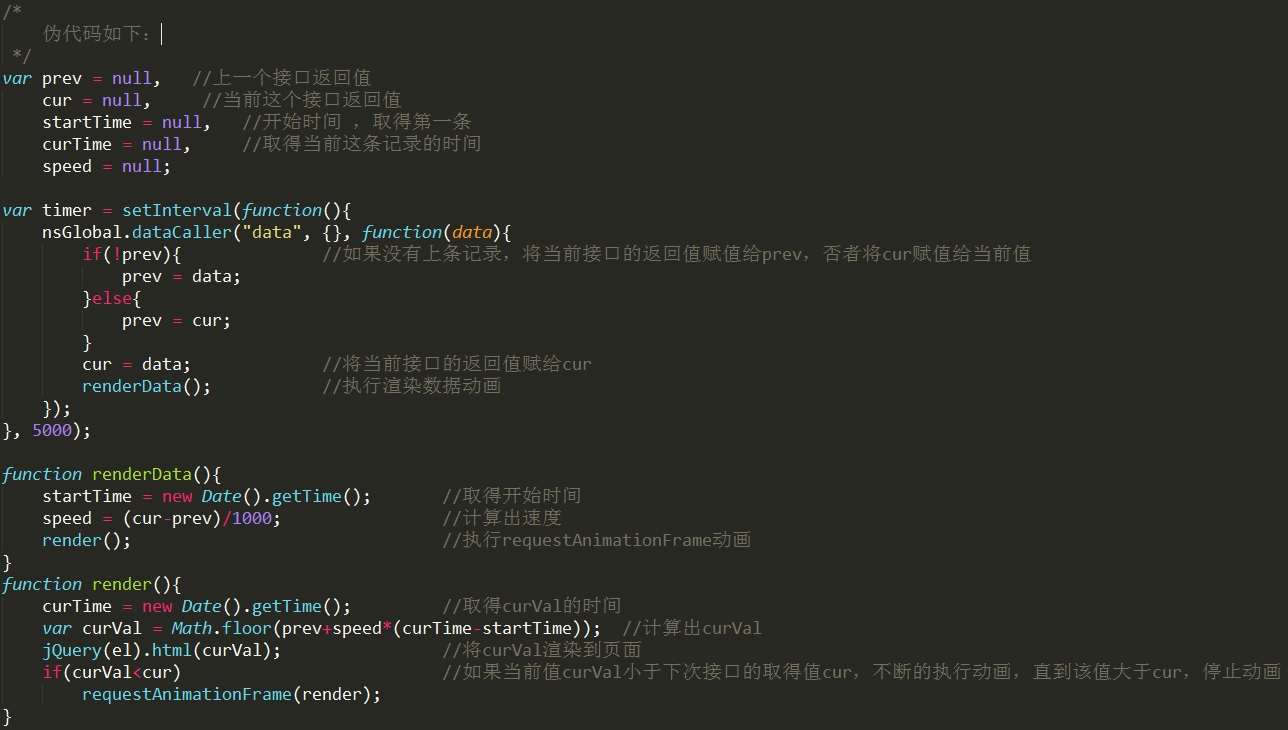 /*
    伪代码如下：
 */
var prev = null,   //上一个接口返回值
    cur = null,     //当前这个接口返回值
    startTime = null,   //开始时间 ，取得第一条
    curTime = null,     //取得当前这条记录的时间
    speed = null;

var timer = setInterval(function(){
    nsGlobal.dataCaller("data", {}, function(data){
        if(!prev){              //如果没有上条记录，将当前接口的返回值赋值给prev，否者将cur赋值给当前值
            prev = data;
        }else{
            prev = cur;
        }
        cur = data;             //将当前接口的返回值赋给cur
        renderData();           //执行渲染数据动画
    });
}, 5000);

function renderData(){
    startTime = new Date().getTime();       //取得开始时间
    speed = (cur-prev)/1000;                //计算出速度
    render();                               //执行requestAnimationFrame动画
}
function render(){
    curTime = new Date().getTime();         //取得curVal的时间
    var curVal = Math.floor(prev+speed*(curTime-startTime));  //计算出curVal
    jQuery(el).html(curVal);                //将curVal渲染到页面
    if(curVal<cur)                          //如果当前值curVal小于下次接口的取得值cur，不断的执行动画，直到该值大于cur，停止动画
        requestAnimationFrame(render);
}